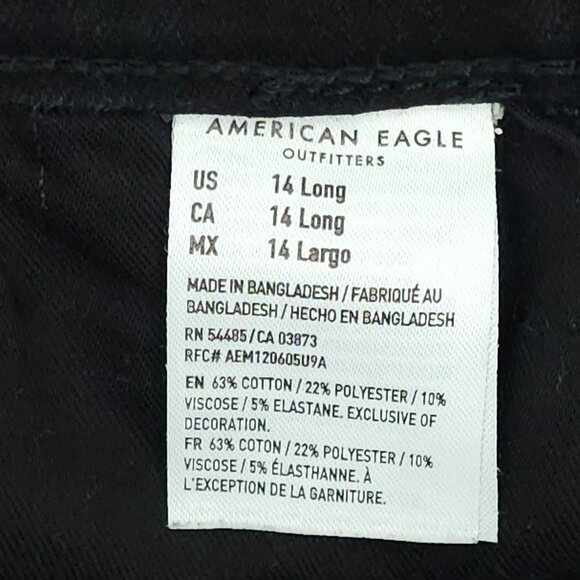 AMERICAN EAGLE
OUTFITTERS
US 14 Long
CA 14 Long
MX 14 Largo
MADE IN BANGLADESH / FABRIQUÉ AU
BANGLADESH / HECHO EN BANGLADESH
RN 54485 / CA 03873
RFC# AEM120605U9A
EN 63% COTTON / 22% POLYESTER / 10%
VISCOSE / 5% ELASTANE. EXCLUSIVE OF
DECORATION.
FR 63% COTON / 22% POLYESTER / 10%
VISCOSE / 5% ÉLASTHANNE. À
L'EXCEPTION DE LA GARNITURE.